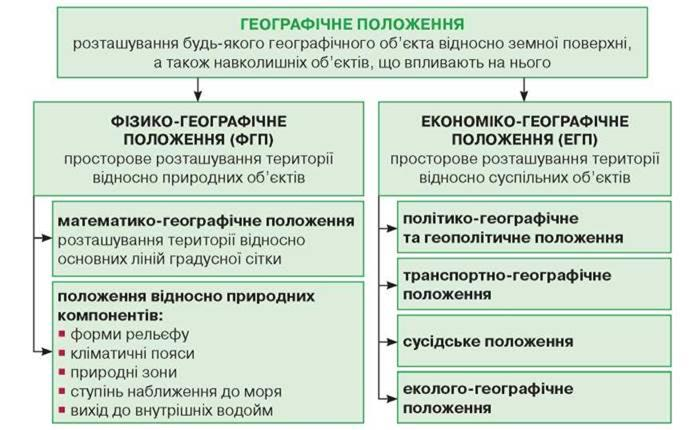 ГЕОГРАФІЧНЕ ПОЛОЖЕННЯ
розташування будь-якого географічного об'єкта відносно земної поверхні,
а також навколишніх об'єктів, що впливають на нього
ФІЗИКО-ГЕОГРАФІЧНЕ
ПОЛОЖЕННЯ (ФГП)
просторове розташування території
відносно природних об'єктів
математико-географічне положення
розташування території відносно
основних ліній градусної сітки
положення відносно природних
компонентів:
▪ форми рельєфу
▪ кліматичні пояси
▪ природні зони
▪ ступінь наближення до моря
▪ вихід до внутрішніх водойм
ЕКОНОМІКО-ГЕОГРАФІЧНЕ
ПОЛОЖЕННЯ (ЕГП)
просторове розташування території
відносно суспільних об'єктів
політико-географічне
та геополітичне положення
транспортно-географічне
положення
сусідське положення
еколого-географічне
положення